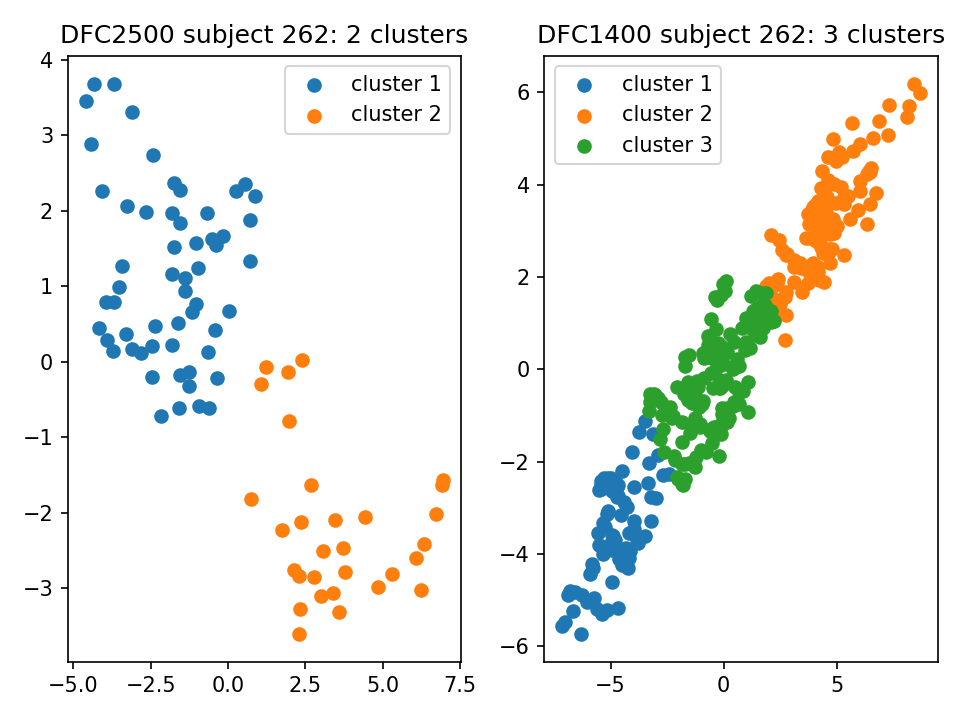 DFC2500 subject 262: 2 clusters
cluster 1
cluster 2
4
3
2
1
0
−1
−2
−3
−5.0 −2.5 0.0 2.5 5.0 7.5
DFC1400 subject 262: 3 clusters
cluster 1
cluster 2
cluster 3
6
4
2
0
−2
−4
−6
−5 0 5